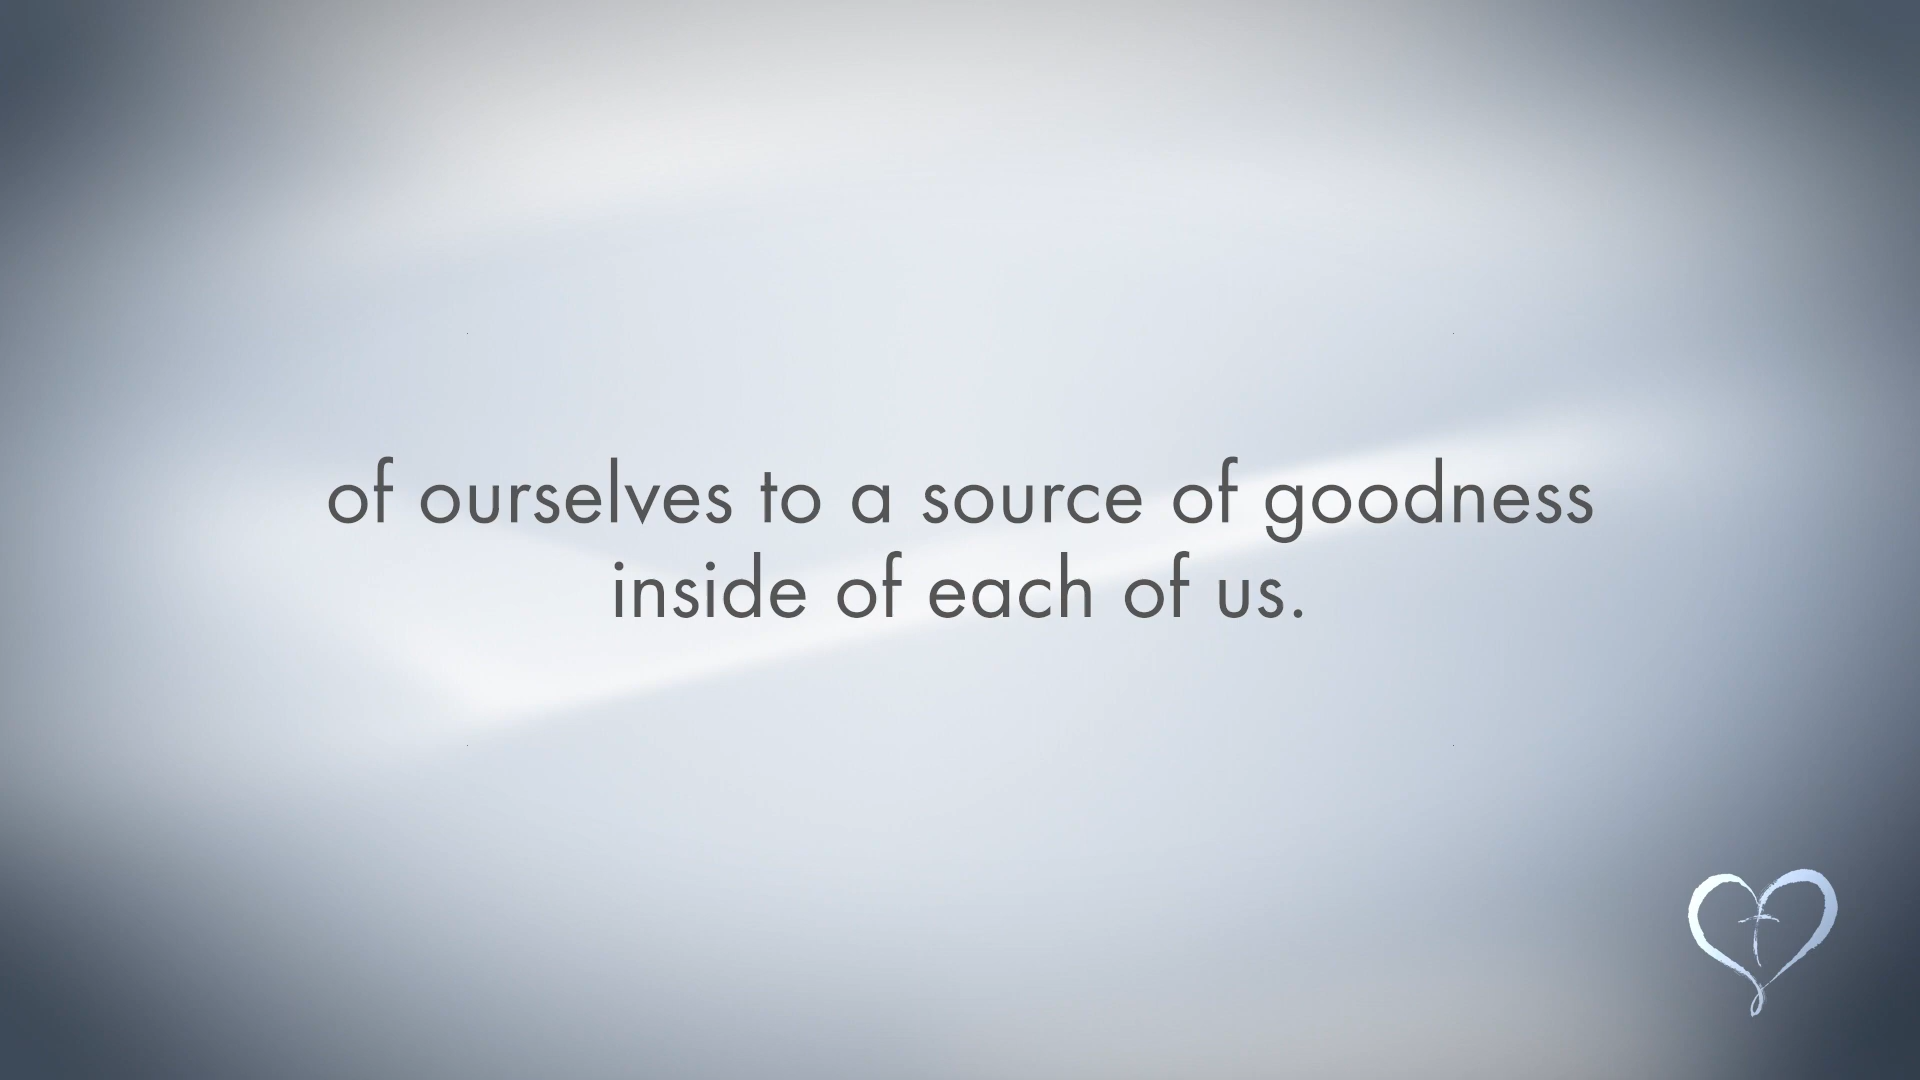 of ourselves to a source of goodness
inside of each of us.